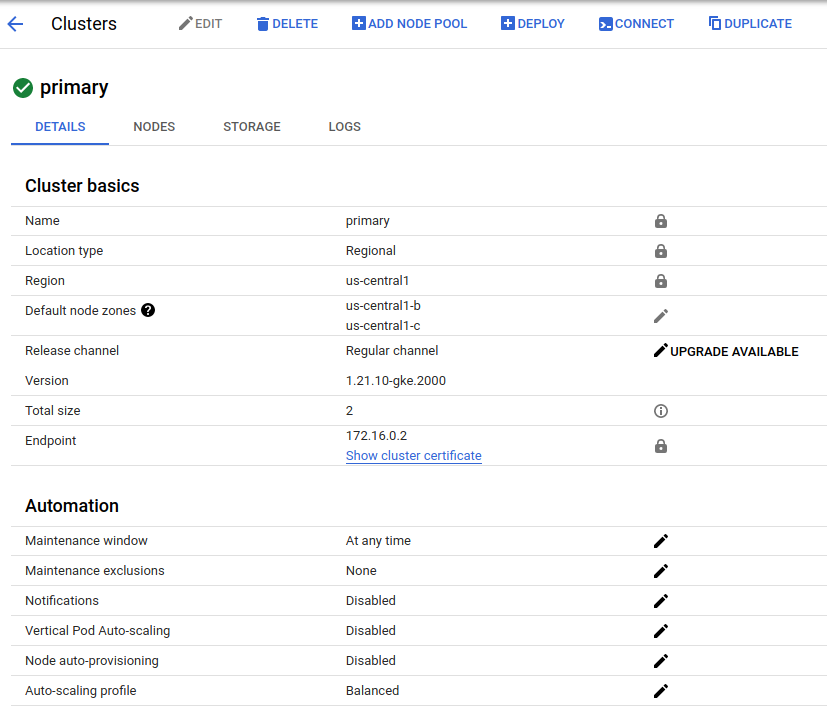 Clusters EDIT DELETE ADD NODE POOL DEPLOY CONNECT DUPLICATE
primary
DETAILS NODES STORAGE LOGS
Cluster basics
Name primary
Location type Regional
Region us-central1
Default node zones ? us-central1-b
us-central1-c
Release channel Regular channel UPGRADE AVAILABLE
Version 1.21.10-gke.2000
Total size 2
Endpoint 172.16.0.2
Show cluster certificate
Automation
Maintenance window At any time
Maintenance exclusions None
Notifications Disabled
Vertical Pod Auto-scaling Disabled
Node auto-provisioning Disabled
Auto-scaling profile Balanced